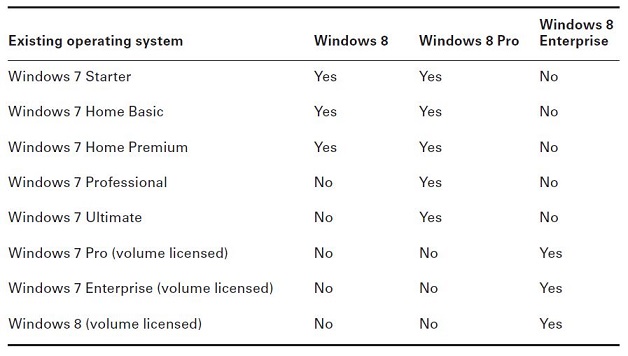 Existing operating system Windows 8 Windows 8 Pro Windows 8 Enterprise
Windows 7 Starter Yes Yes No
Windows 7 Home Basic Yes Yes No
Windows 7 Home Premium Yes Yes No
Windows 7 Professional No Yes No
Windows 7 Ultimate No Yes No
Windows 7 Pro (volume licensed) No No Yes
Windows 7 Enterprise (volume licensed) No No Yes
Windows 8 (volume licensed) No No Yes